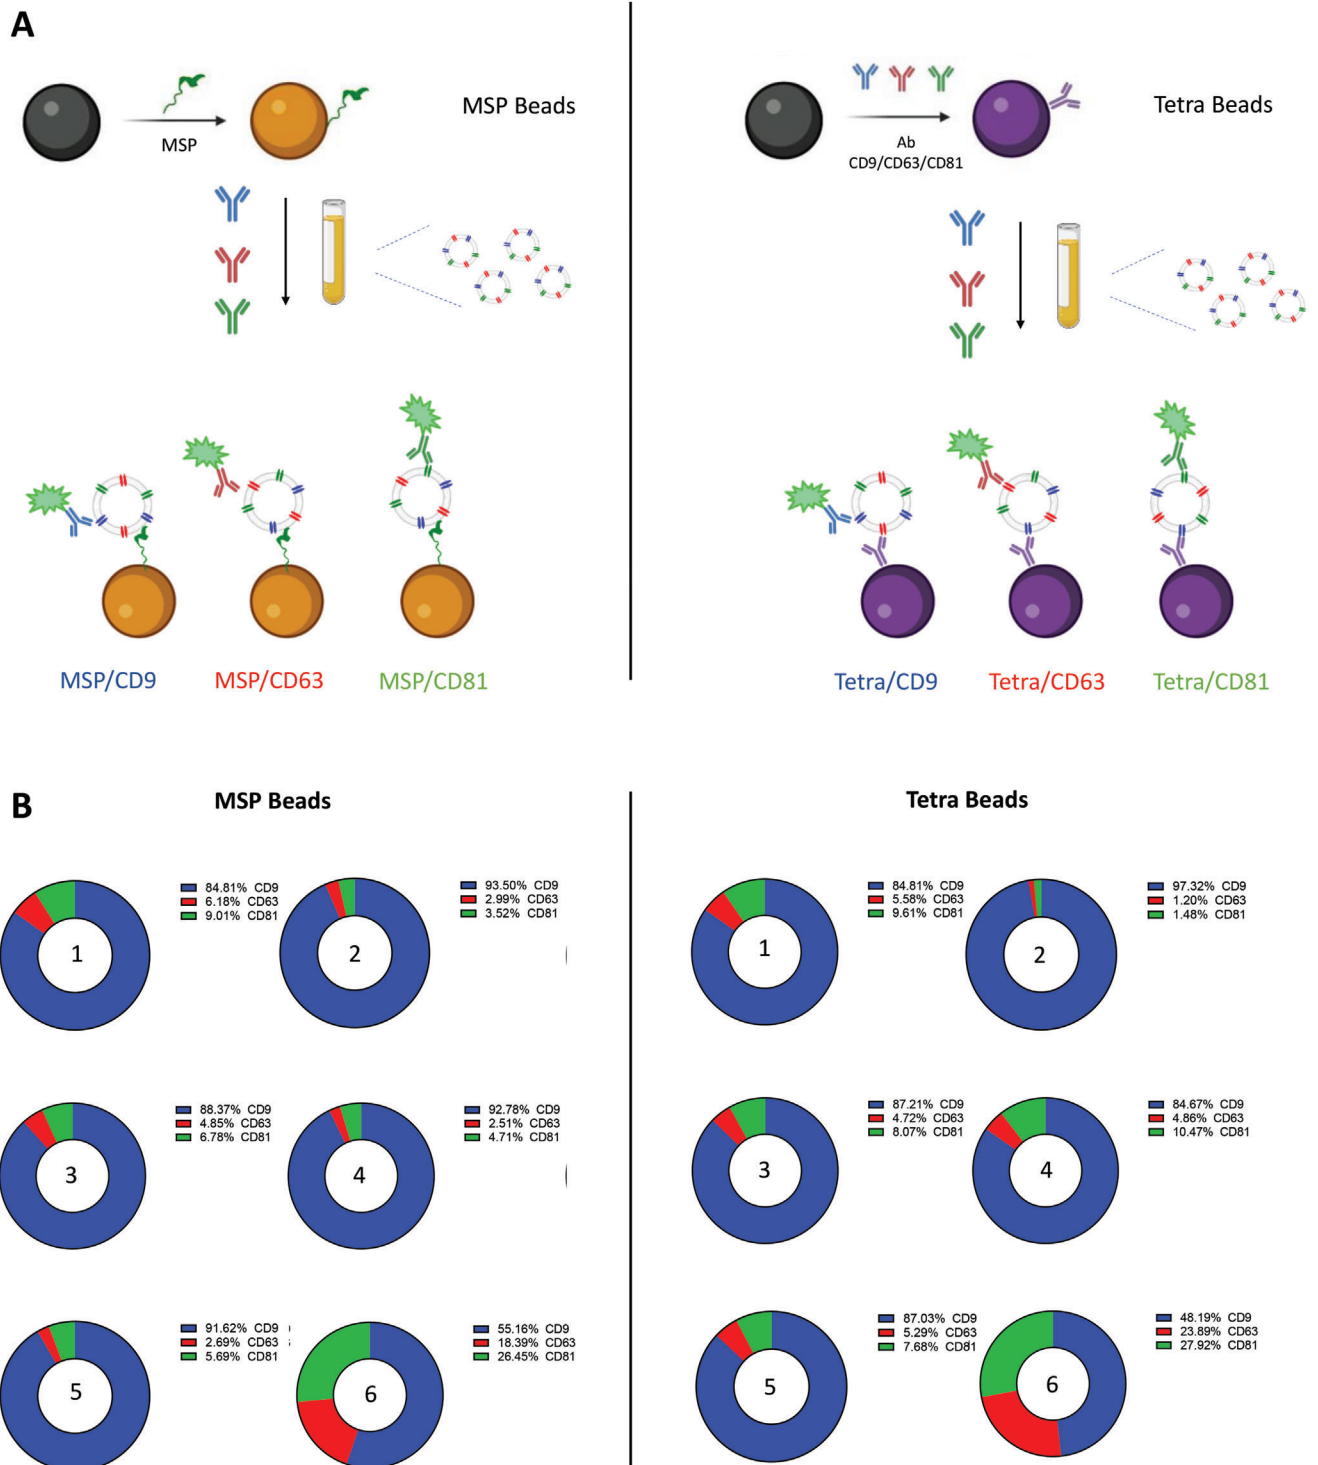 A
MSP
MSP Beads
Ab
CD9/CD63/CD81
Tetra Beads
MSP/CD9
MSP/CD63
MSP/CD81
Tetra/CD9
Tetra/CD63
Tetra/CD81
B
MSP Beads
Tetra Beads
1
84.81% CD9
6.18% CD63
9.01% CD81
2
93.50% CD9
2.99% CD63
3.52% CD81
1
84.81% CD9
5.58% CD63
9.61% CD81
2
97.32% CD9
1.20% CD63
1.48% CD81
3
88.37% CD9
4.85% CD63
6.78% CD81
4
92.78% CD9
2.51% CD63
4.71% CD81
3
87.21% CD9
4.72% CD63
8.07% CD81
4
84.67% CD9
4.86% CD63
10.47% CD81
5
91.62% CD9
2.69% CD63
5.69% CD81
6
55.16% CD9
18.39% CD63
26.45% CD81
5
87.03% CD9
5.29% CD63
7.68% CD81
6
48.19% CD9
23.89% CD63
27.92% CD81